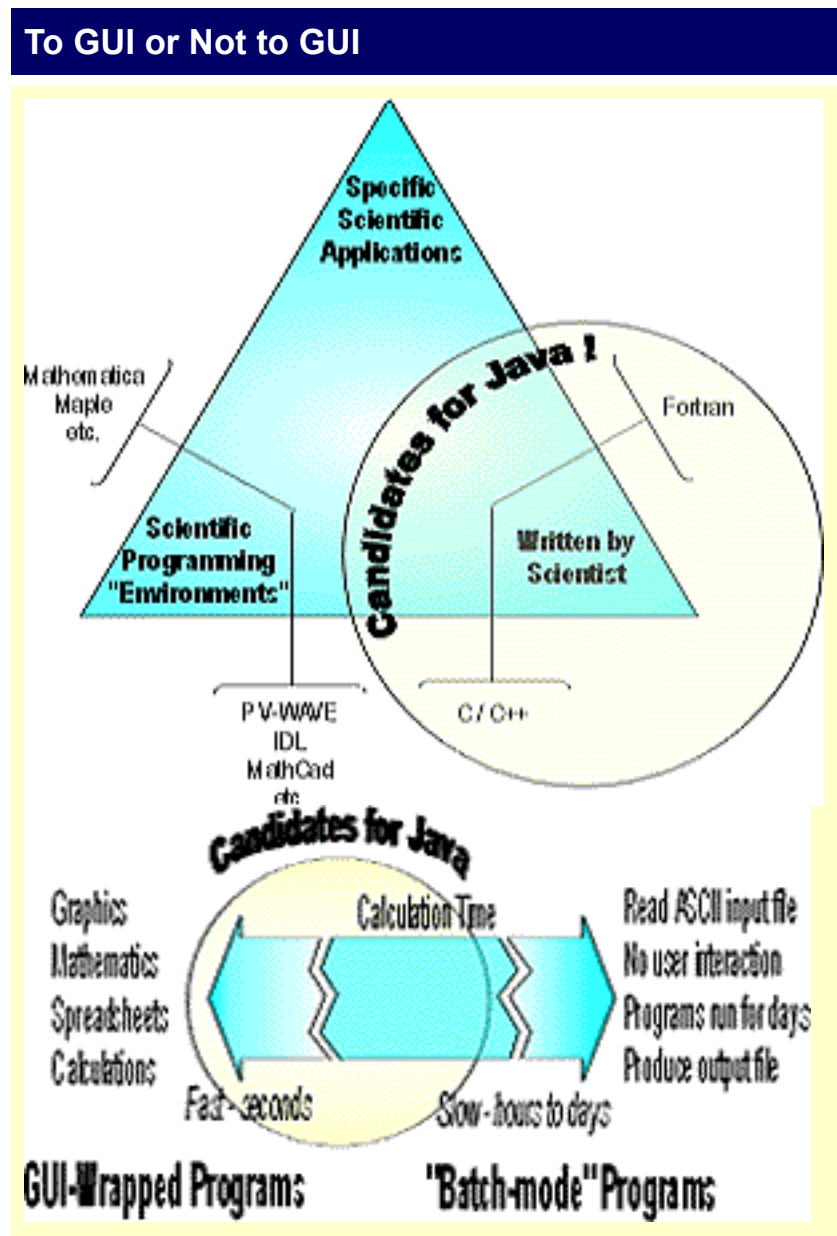 To GUI or Not to GUI
Specific
Scientific
Applications
Candidates for Java !
Mathematica
Maple
etc.
Fortran
Scientific
Programming
"Environments"
Written by
Scientist
PV-WAVE
IDL
MathCad
etc
C / C++
Candidates for Java
Graphics
Mathematics
Spreadsheets
Calculations
Calculation Time
Read ASCII input file
No user interaction
Programs run for days
Produce output file
Fast - seconds
Slow - hours to days
GUI-Wrapped Programs
"Batch-mode" Programs